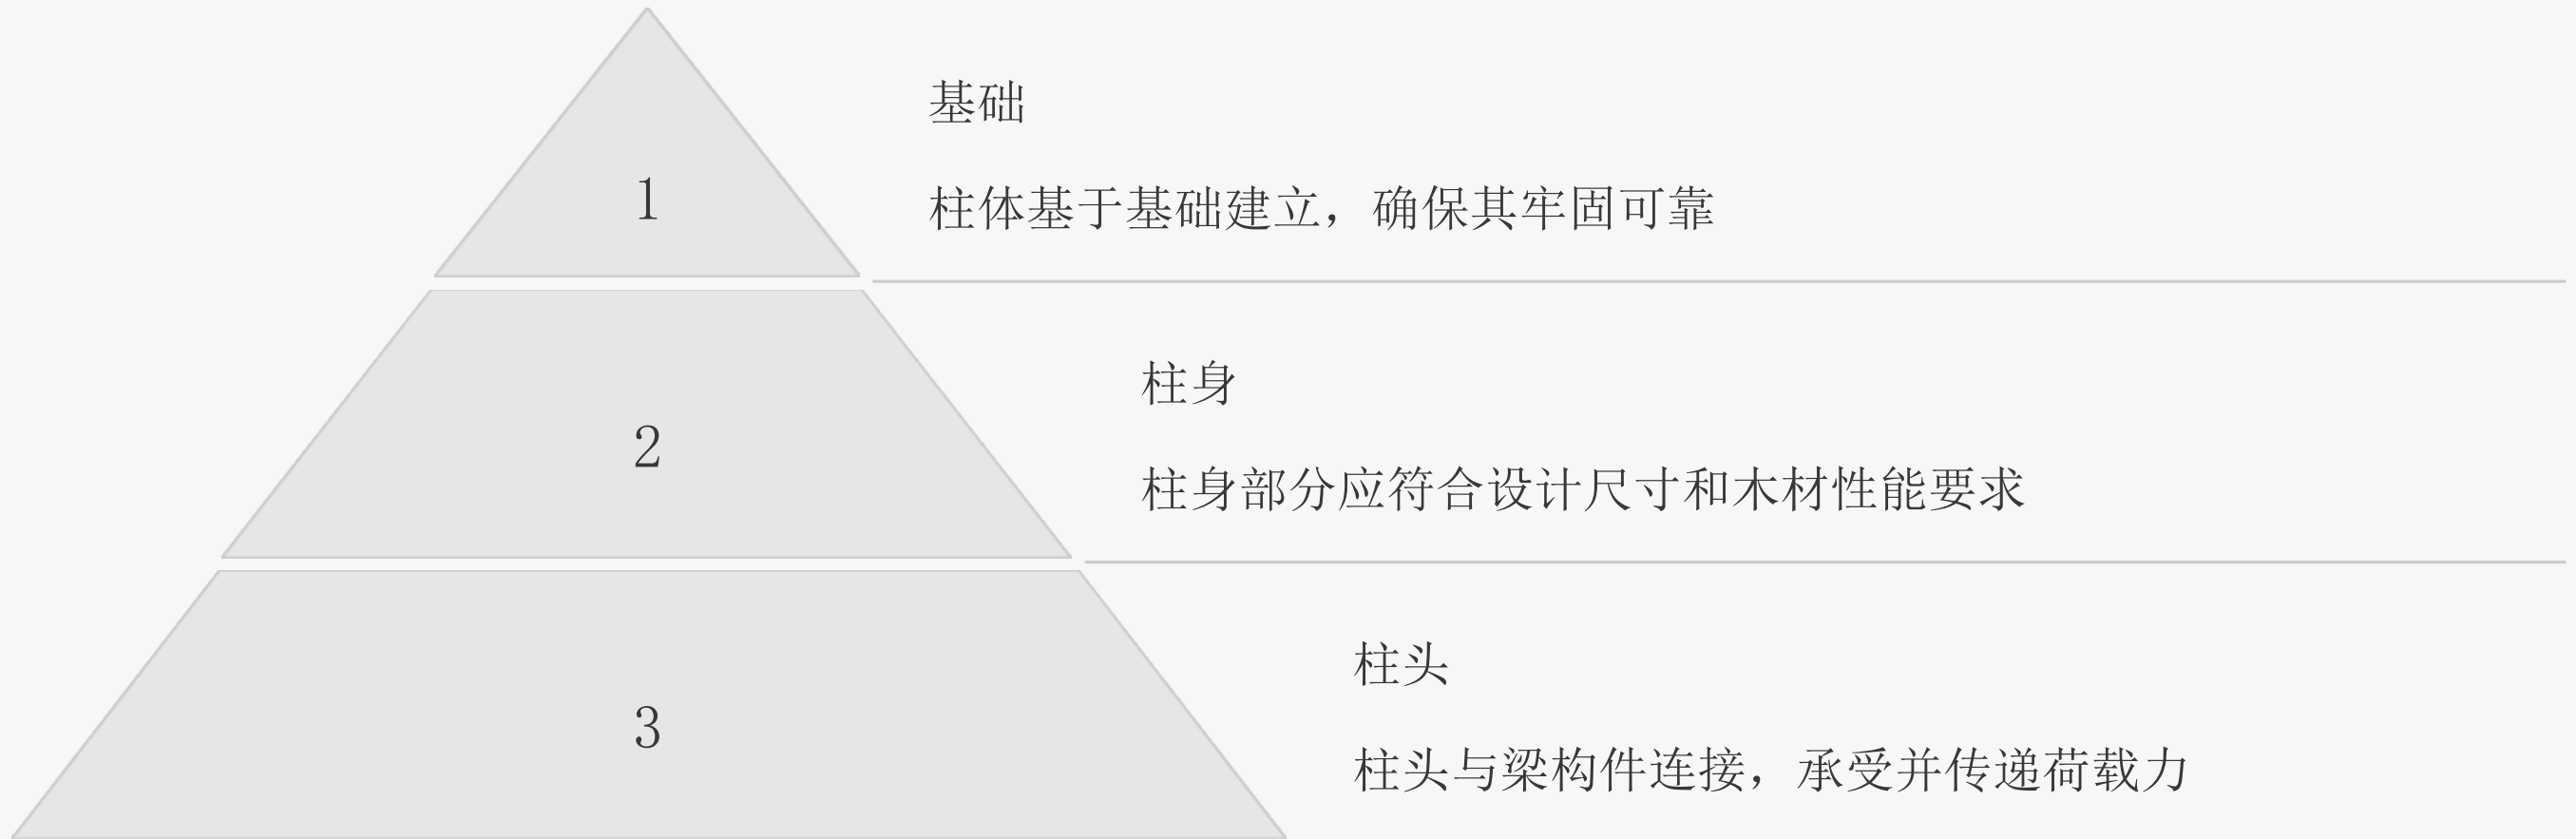 1
基础
柱体基于基础建立，确保其牢固可靠
2
柱身
柱身部分应符合设计尺寸和木材性能要求
3
柱头
柱头与梁构件连接，承受并传递荷载力